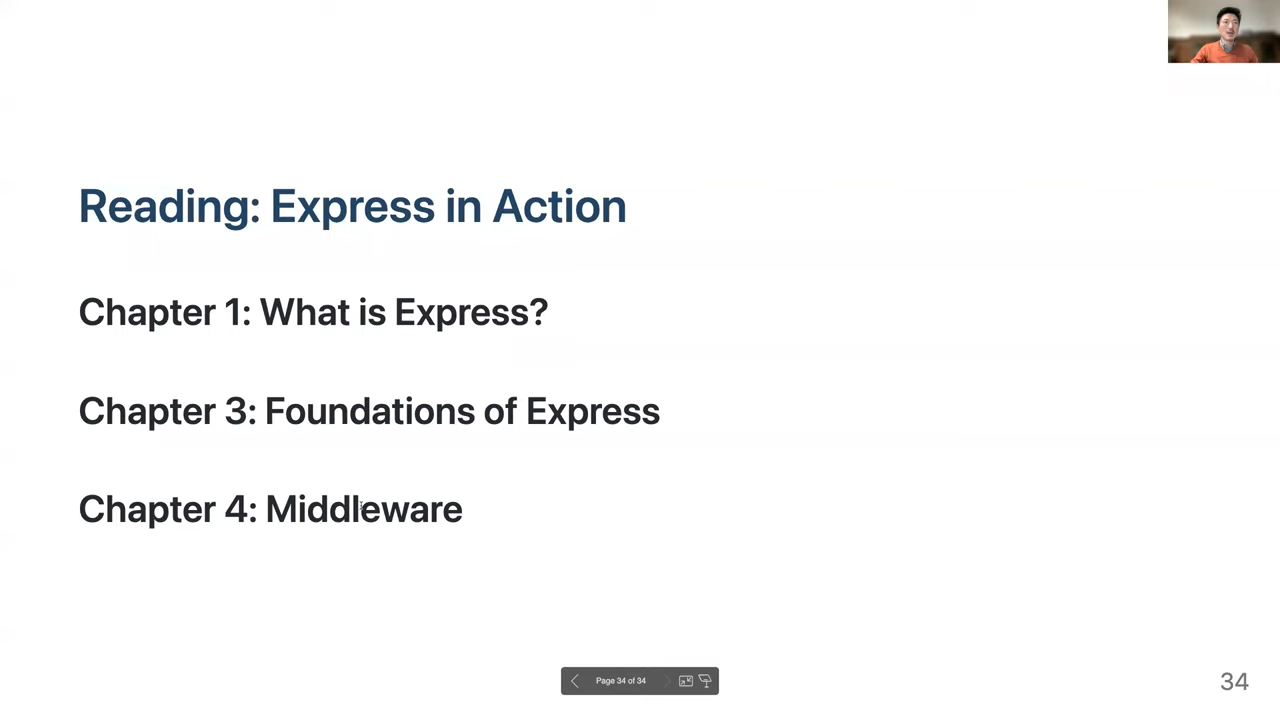 Reading: Express in Action
Chapter 1: What is Express?
Chapter 3: Foundations of Express
Chapter 4: Middleware
Page 34 of 34
34